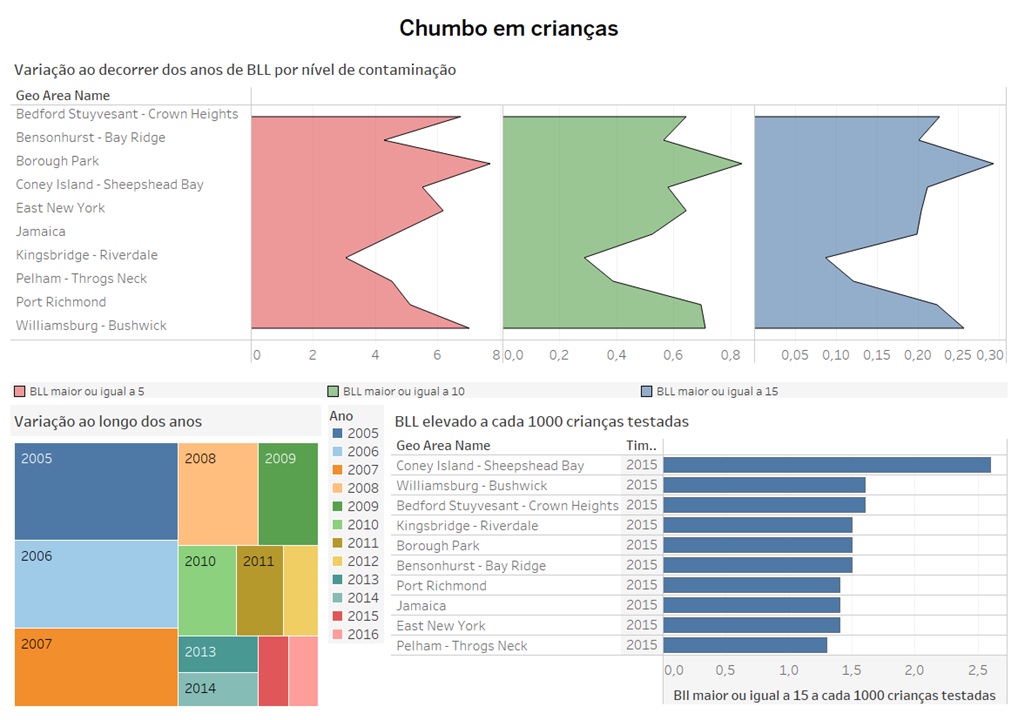 Chumbo em crianças
Variação ao decorrer dos anos de BLL por nível de contaminação
Geo Area Name
Bedford Stuyvesant - Crown Heights
Bensonhurst - Bay Ridge
Borough Park
Coney Island - Sheepshead Bay
East New York
Jamaica
Kingsbridge - Riverdale
Pelham - Throgs Neck
Port Richmond
Williamsburg - Bushwick
0 2 4 6 8 0,0 0,2 0,4 0,6 0,8 0,05 0,10 0,15 0,20 0,25 0,30
BLL maior ou igual a 5 BLL maior ou igual a 10 BLL maior ou igual a 15
Variação ao longo dos anos
2005
2006
2007
2008
2009
2010
2011
2013
2014
Ano
2005
2006
2007
2008
2009
2010
2011
2012
2013
2014
2015
2016
BLL elevado a cada 1000 crianças testadas
Geo Area Name Tim..
Coney Island - Sheepshead Bay 2015
Williamsburg - Bushwick 2015
Bedford Stuyvesant - Crown Heights 2015
Kingsbridge - Riverdale 2015
Borough Park 2015
Bensonhurst - Bay Ridge 2015
Port Richmond 2015
Jamaica 2015
East New York 2015
Pelham - Throgs Neck 2015
0,0 0,5 1,0 1,5 2,0 2,5
Bll maior ou igual a 15 a cada 1000 crianças testadas